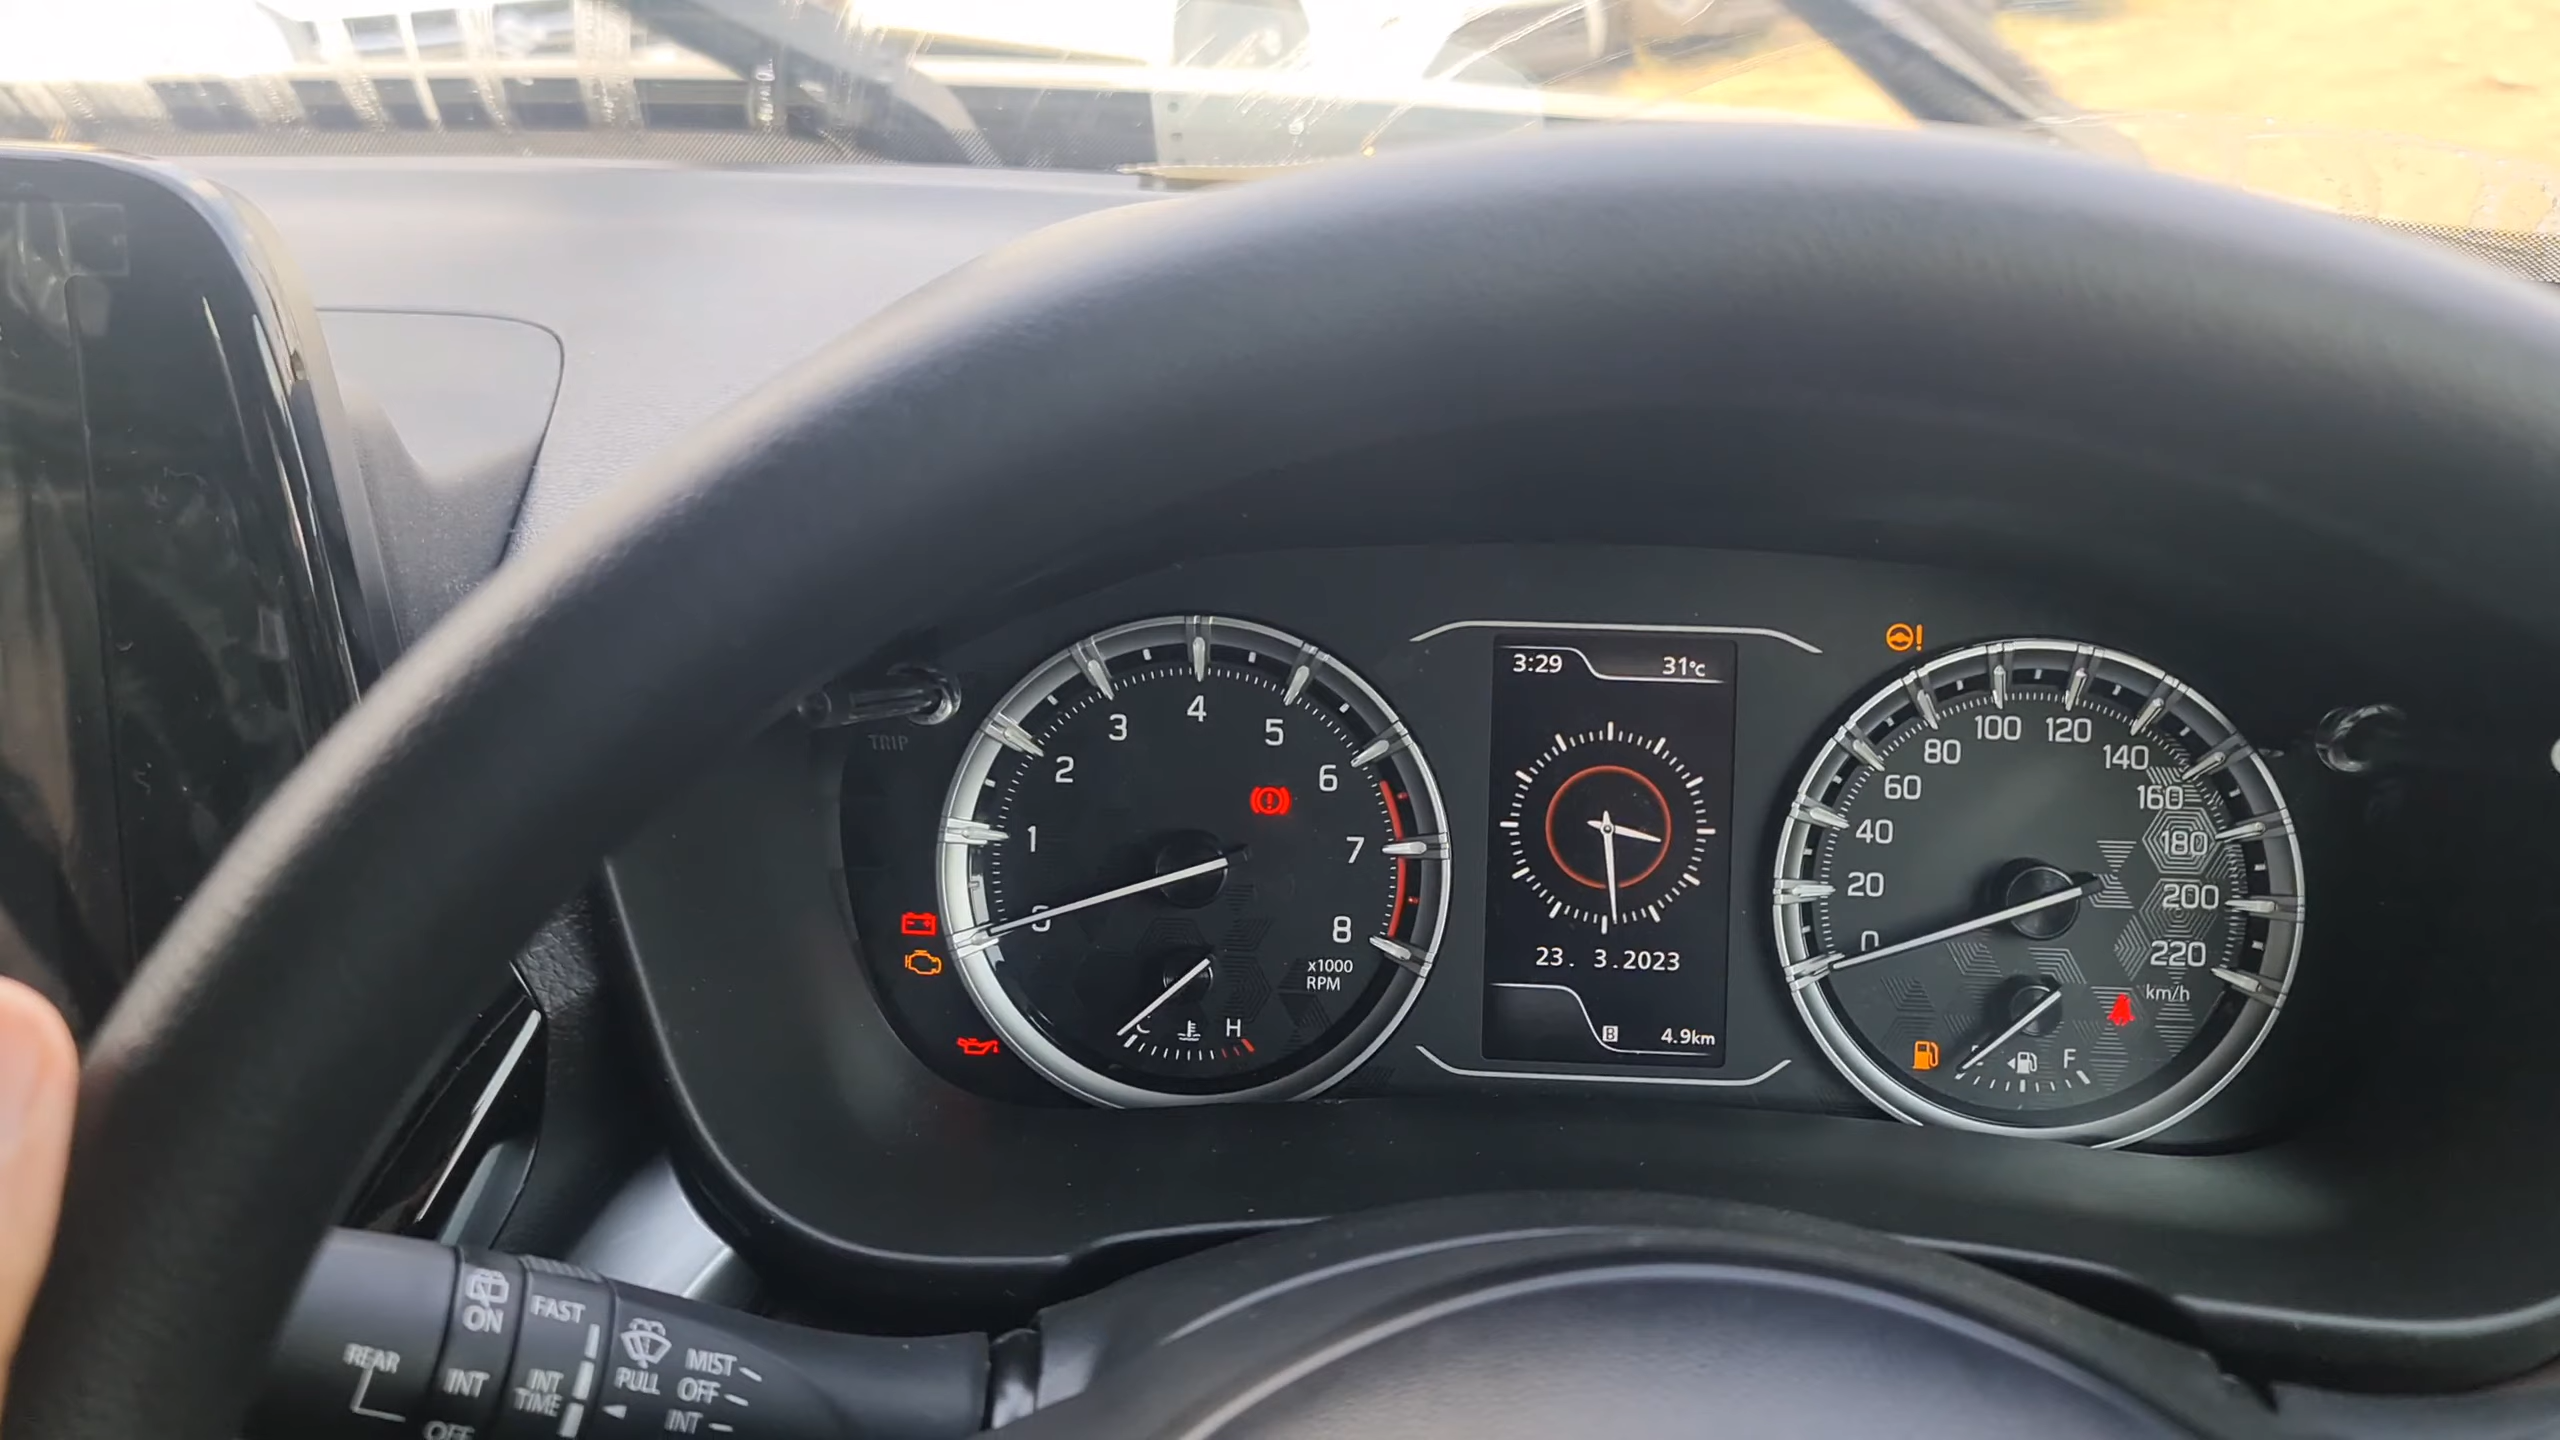 3:29 31°C
TRIP
0 1 2 3 4 5 6 7 8
x1000
RPM
C H
23. 3.2023
B 4.9km
0 20 40 60 80 100 120 140 160 180 200 220
km/h
F
REAR
ON
INT
OFF
FAST
INT
TIME
PULL
MIST
OFF
INT